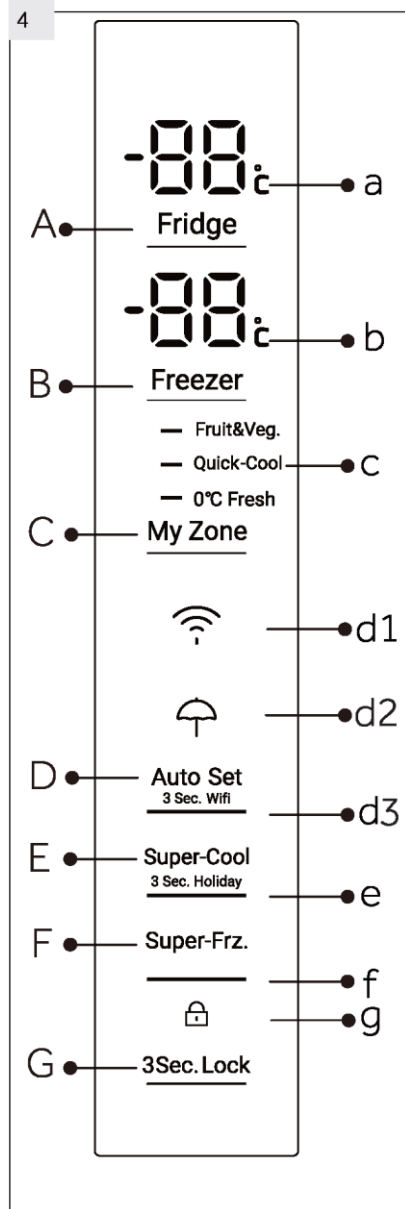 4
-88°C
a
A
Fridge
-88°C
b
B
Freezer
Fruit&Veg.
Quick-Cool
c
0°C Fresh
C
My Zone
d1
d2
D
Auto Set
3 Sec. Wifi
d3
E
Super-Cool
3 Sec. Holiday
e
F
Super-Frz.
f
g
G
3Sec.Lock